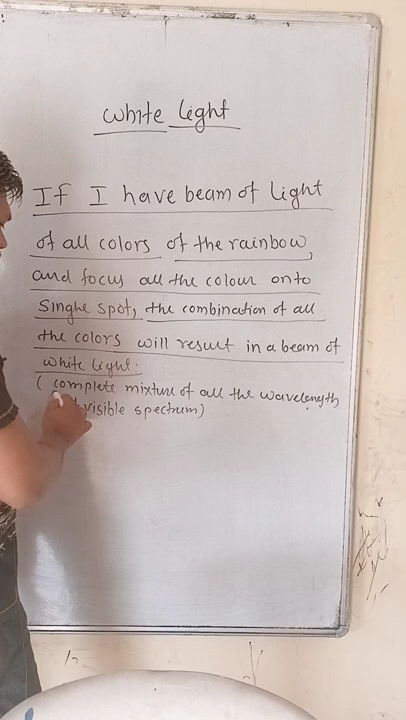 White Light
If I have beam of light
of all colors of the rainbow,
and focus all the colour onto
Singhe spot, the combination of all
the colors will result in a beam of
white light.
( complete mixture of all the wavelength
visible spectrum)